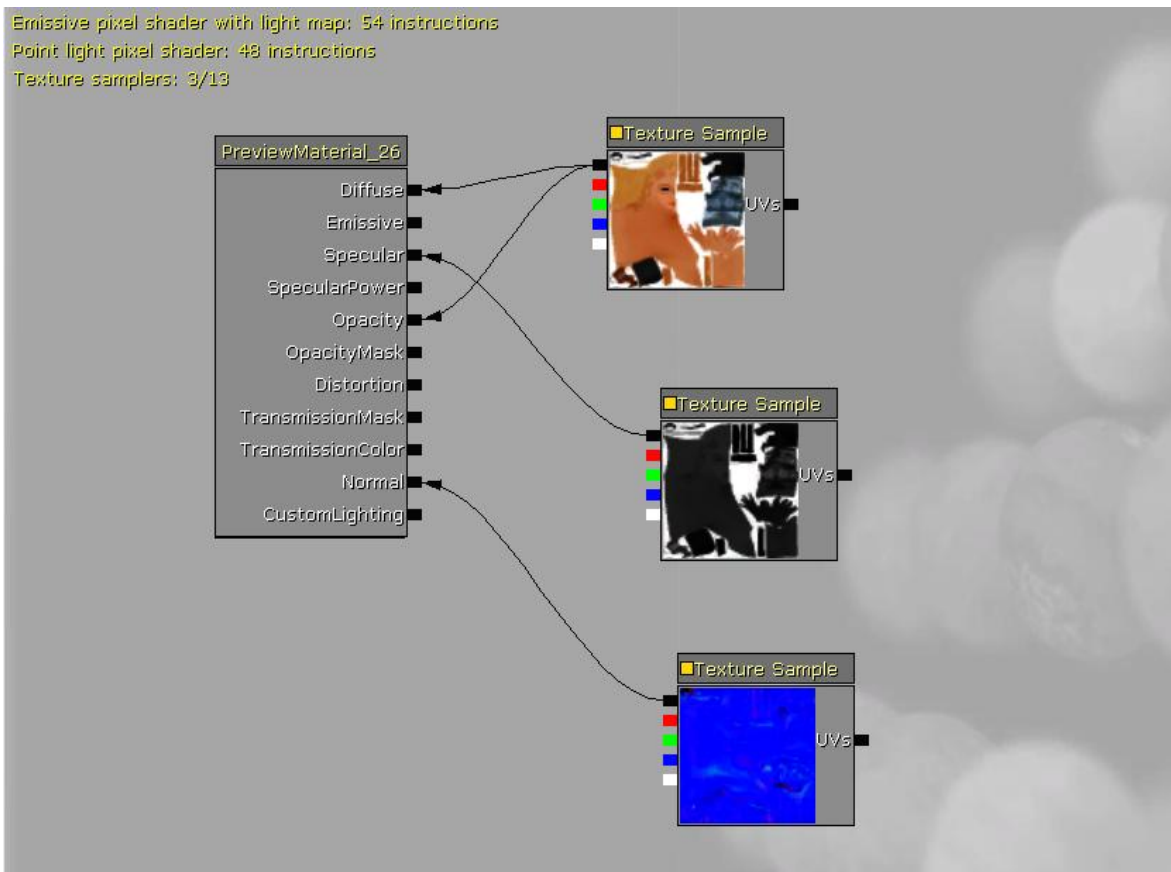 Emissive pixel shader with light map: 54 instructions
Point light pixel shader: 48 instructions
Texture samplers: 3/13
PreviewMaterial_26
Diffuse
Emissive
Specular
SpecularPower
Opacity
OpacityMask
Distortion
TransmissionMask
TransmissionColor
Normal
CustomLighting
Texture Sample
UVs
Texture Sample
UVs
Texture Sample
UVs